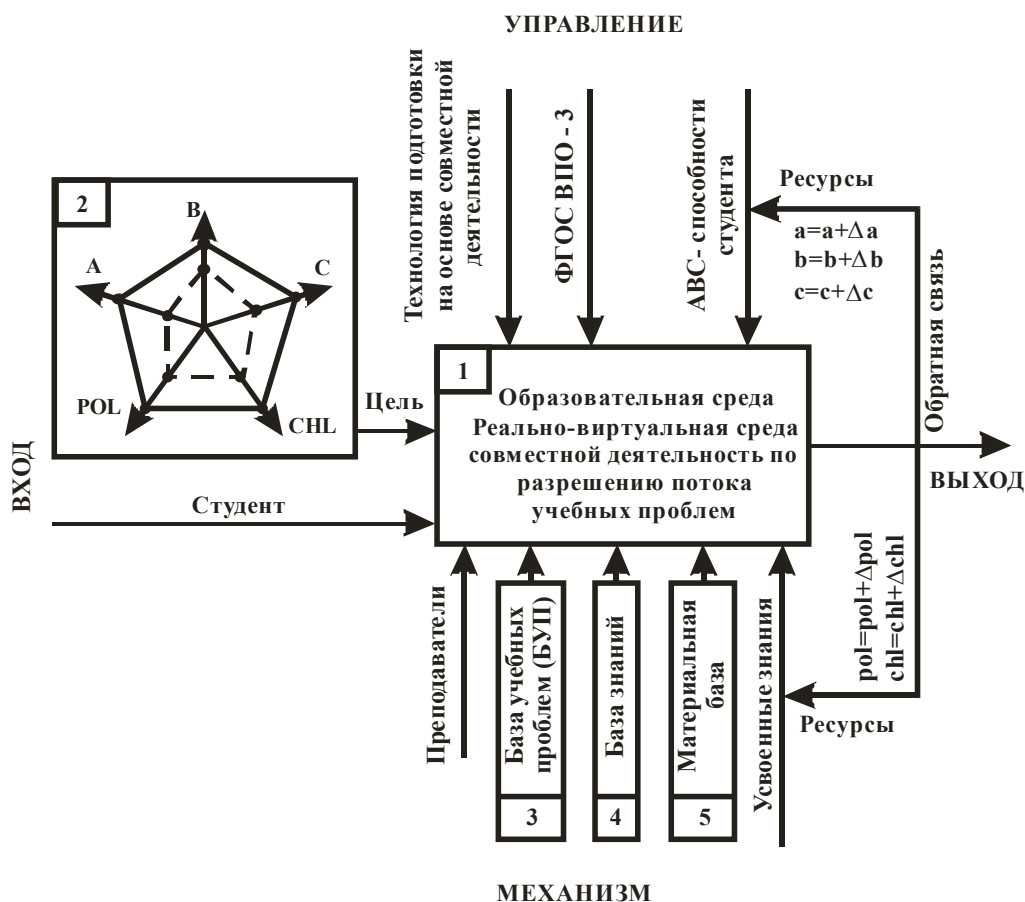 УПРАВЛЕНИЕ
Технология подготовки
на основе совместной
деятельности
ФГОС ВПО - 3
АВС- способности
студента
Ресурсы
a=a+Δa
b=b+Δb
c=c+Δc
Обратная связь
2
B
A
C
POL
CHL
Цель
ВХОД
Студент
1
Образовательная среда
Реально-виртуальная среда
совместной деятельность по
разрешению потока
учебных проблем
ВЫХОД
pol=pol+Δpol
chl=chl+Δchl
Ресурсы
Преподаватели
База учебных
проблем (БУП)
3
База знаний
4
Материальная
база
5
Усвоенные знания
МЕХАНИЗМ